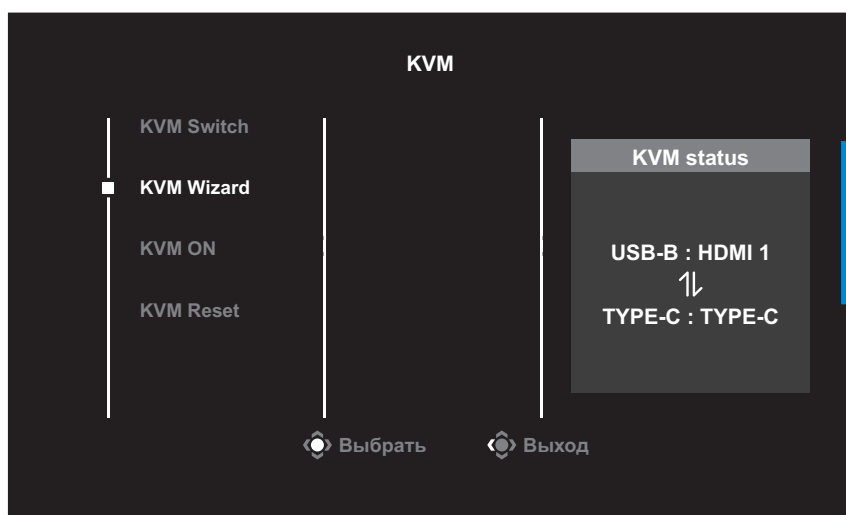 KVM
KVM Switch
KVM Wizard
KVM ON
KVM Reset
KVM status
USB-B : HDMI 1
TYPE-C : TYPE-C
Выбрать
Выход